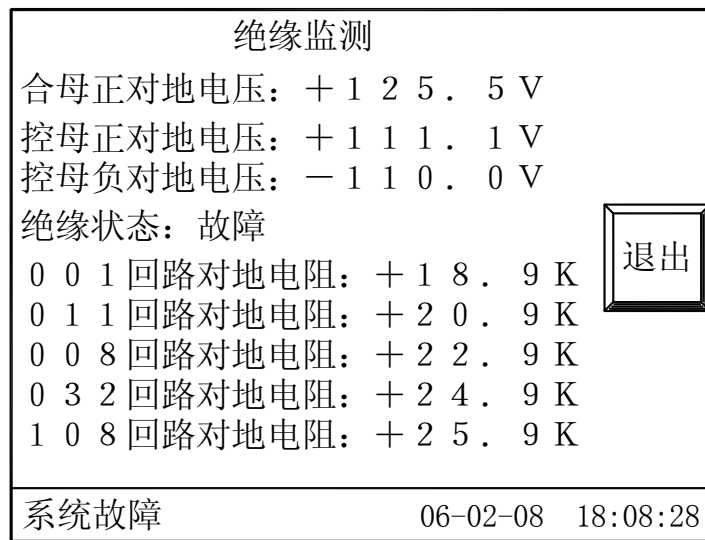 绝缘监测
合母正对地电压：＋１２５．５Ｖ
控母正对地电压：＋１１１．１Ｖ
控母负对地电压：－１１０．０Ｖ
绝缘状态：故障
退出
００１回路对地电阻：＋１８．９Ｋ
０１１回路对地电阻：＋２０．９Ｋ
００８回路对地电阻：＋２２．９Ｋ
０３２回路对地电阻：＋２４．９Ｋ
１０８回路对地电阻：＋２５．９Ｋ
系统故障 06-02-08 18:08:28